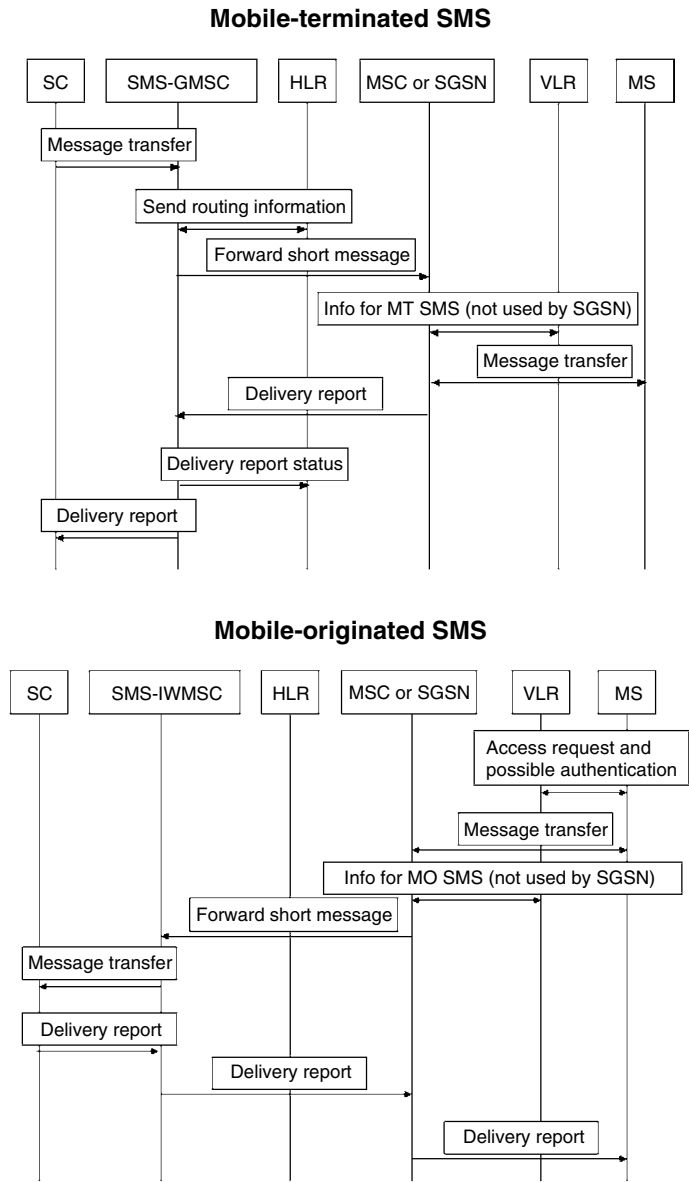 Mobile-terminated SMS
SC SMS-GMSC HLR MSC or SGSN VLR MS
Message transfer
Send routing information
Forward short message
Info for MT SMS (not used by SGSN)
Message transfer
Delivery report
Delivery report status
Delivery report
Mobile-originated SMS
SC SMS-IWMSC HLR MSC or SGSN VLR MS
Access request and
possible authentication
Message transfer
Info for MO SMS (not used by SGSN)
Forward short message
Message transfer
Delivery report
Delivery report
Delivery report